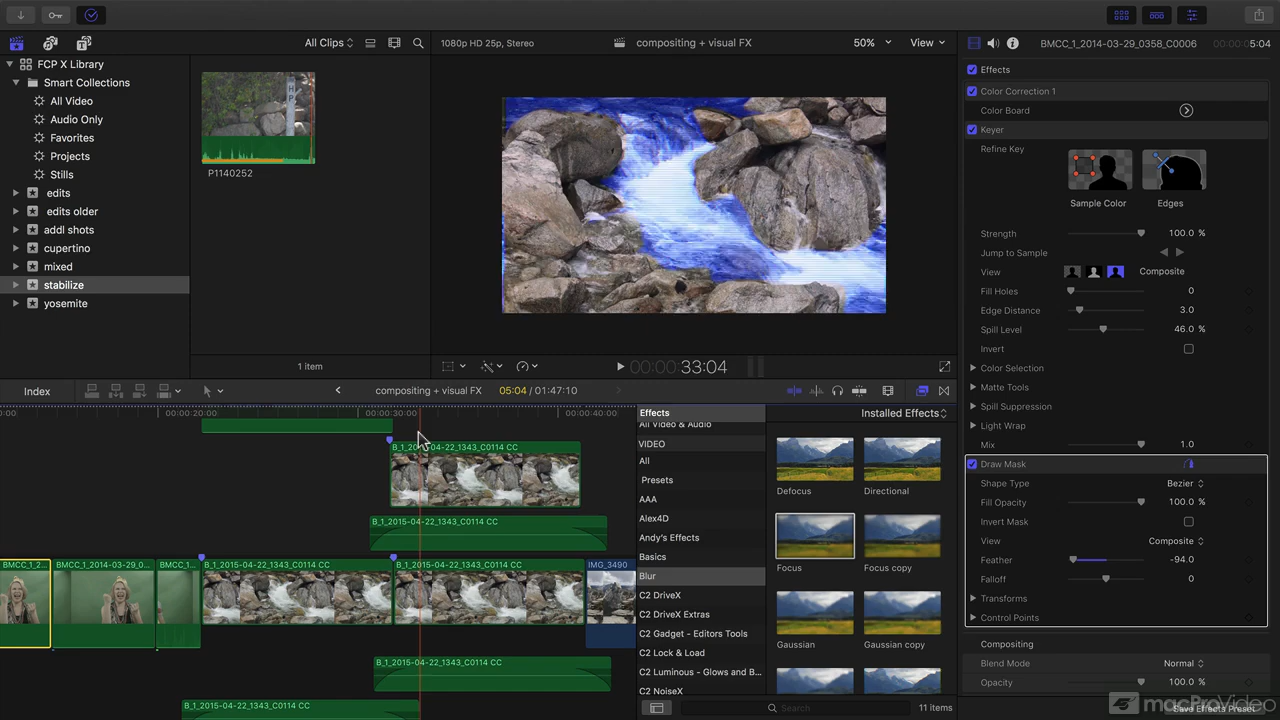 All Clips
1080p HD 25p, Stereo
compositing + visual FX
50%
View
BMCC_1_2014-03-29_0358_C0006
00:00:05:04
FCP X Library
Smart Collections
All Video
Audio Only
Favorites
Projects
Stills
edits
edits older
addl shots
cupertino
mixed
stabilize
yosemite
P1140252
1 item
00:00:33:04
Effects
Color Correction 1
Color Board
Keyer
Refine Key
Sample Color
Edges
Strength
100.0 %
Jump to Sample
View
Composite
Fill Holes
0
Edge Distance
3.0
Spill Level
46.0 %
Invert
Color Selection
Matte Tools
Spill Suppression
Light Wrap
Mix
1.0
Draw Mask
Shape Type
Bezier
Fill Opacity
100.0 %
Invert Mask
View
Composite
Feather
-94.0
Falloff
0
Transforms
Control Points
Compositing
Blend Mode
Normal
Opacity
100.0 %
Save Effects Preset
macProVideo
Index
compositing + visual FX
05:04 / 01:47:10
00:00:20:00
00:00:30:00
00:00:40:00
B_1_2015-04-22_1343_C0114 CC
B_1_2015-04-22_1343_C0114 CC
BMCC_1_2...
BMCC_1_2014-03-29_0...
BMCC_1...
B_1_2015-04-22_1343_C0114 CC
B_1_2015-04-22_1343_C0114 CC
IMG_3490
B_1_2015-04-22_1343_C0114 CC
B_1_2015-04-22_1343_C0114 CC
Effects
Installed Effects
All Video & Audio
VIDEO
All
Presets
AAA
Alex4D
Andy's Effects
Basics
Blur
C2 DriveX
C2 DriveX Extras
C2 Gadget - Editors Tools
C2 Lock & Load
C2 Luminous - Glows and B...
C2 NoiseX
Defocus
Directional
Focus
Focus copy
Gaussian
Gaussian copy
Search
11 items